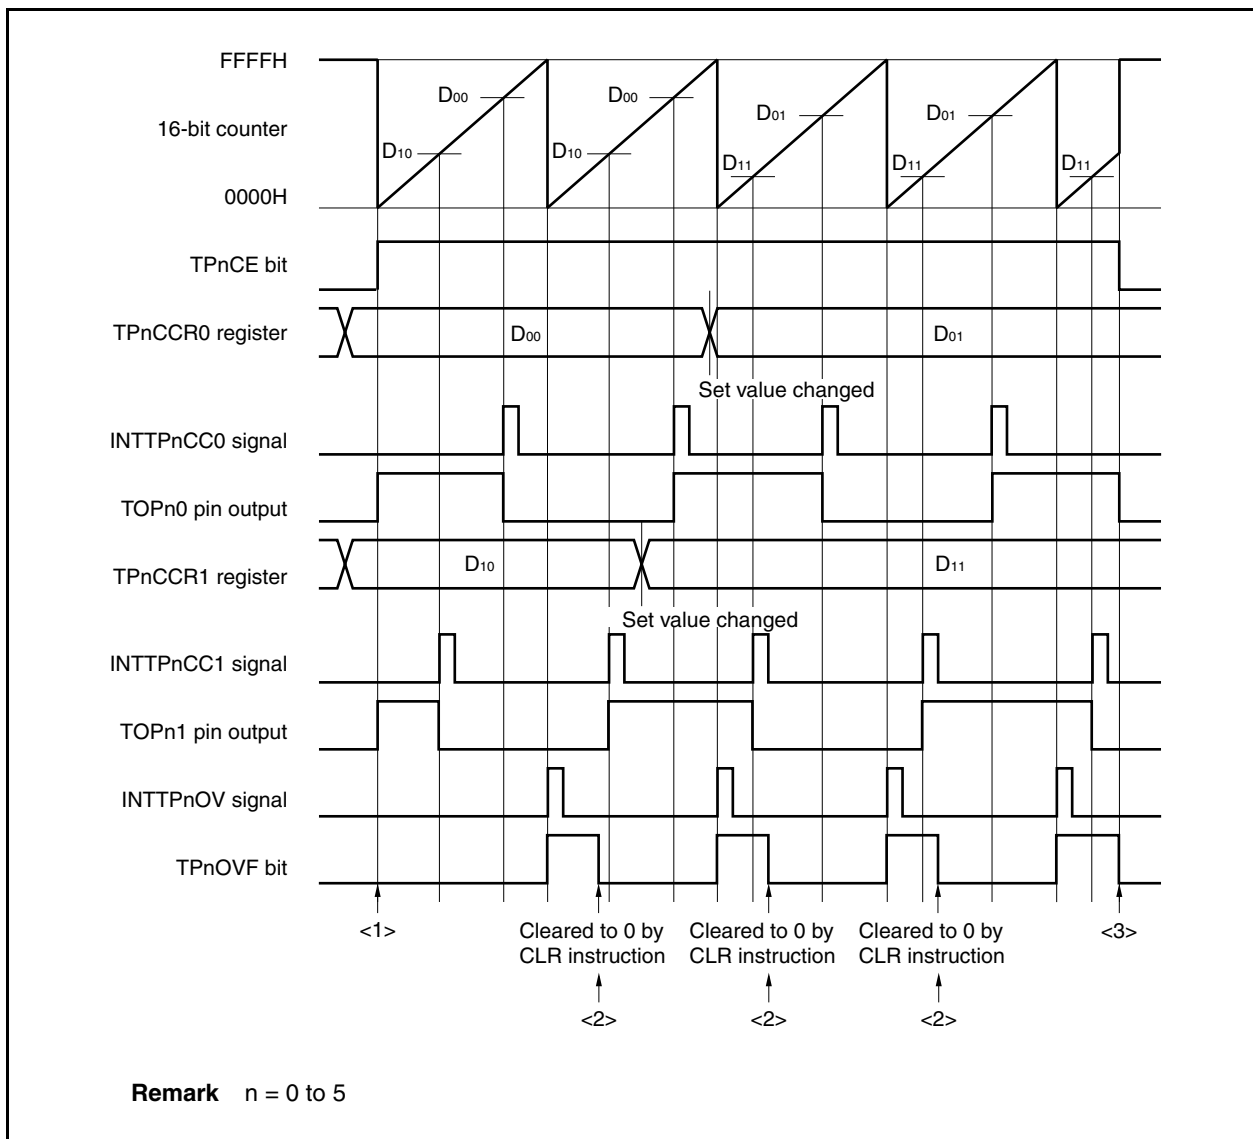 FFFFH
D00
D00
D01
D01
16-bit counter
D10
D10
D11
D11
D11
0000H
TPnCE bit
TPnCCR0 register
D00
D01
Set value changed
INTTPnCC0 signal
TOPn0 pin output
TPnCCR1 register
D10
D11
Set value changed
INTTPnCC1 signal
TOPn1 pin output
INTTPnOV signal
TPnOVF bit
<1>
Cleared to 0 by
CLR instruction
Cleared to 0 by
CLR instruction
Cleared to 0 by
CLR instruction
<3>
<2>
<2>
<2>
Remark n = 0 to 5